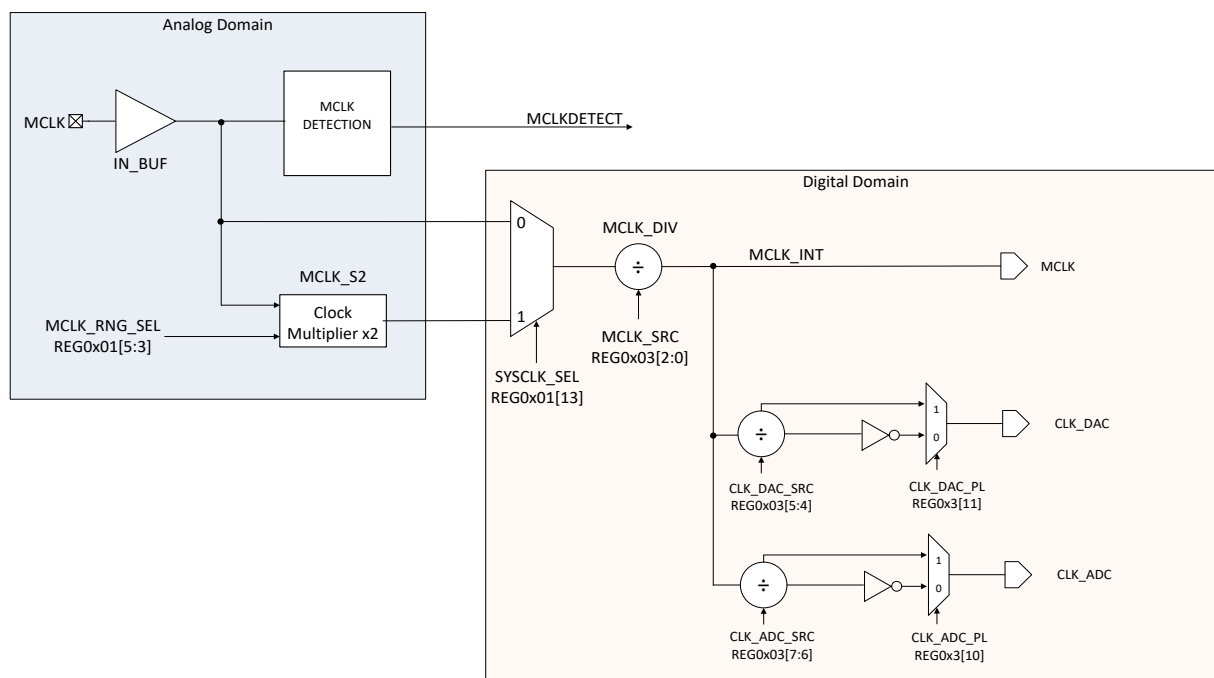 Analog Domain
MCLK
IN_BUF
MCLK
DETECTION
MCLKDETECT
MCLK_S2
Clock
Multiplier x2
MCLK_RNG_SEL
REG0x01[5:3]
Digital Domain
0
1
SYSCLK_SEL
REG0x01[13]
MCLK_DIV
÷
MCLK_SRC
REG0x03[2:0]
MCLK_INT
MCLK
÷
CLK_DAC_SRC
REG0x03[5:4]
1
0
CLK_DAC_PL
REG0x3[11]
CLK_DAC
÷
CLK_ADC_SRC
REG0x03[7:6]
1
0
CLK_ADC_PL
REG0x3[10]
CLK_ADC